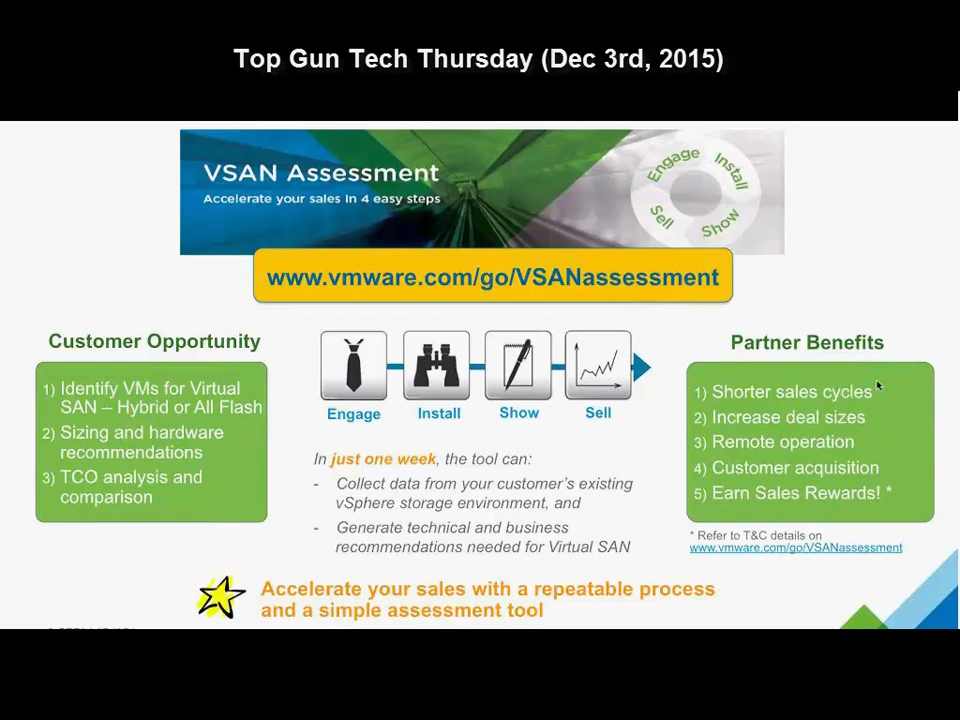 Top Gun Tech Thursday (Dec 3rd, 2015)
VSAN Assessment
Accelerate your sales in 4 easy steps
Engage
Install
Show
Sell
www.vmware.com/go/VSANassessment
Customer Opportunity
1) Identify VMs for Virtual
SAN – Hybrid or All Flash
2) Sizing and hardware
recommendations
3) TCO analysis and
comparison
Engage
Install
Show
Sell
In just one week, the tool can:
- Collect data from your customer's existing
vSphere storage environment, and
- Generate technical and business
recommendations needed for Virtual SAN
Partner Benefits
1) Shorter sales cycles
2) Increase deal sizes
3) Remote operation
4) Customer acquisition
5) Earn Sales Rewards! *
* Refer to T&C details on
www.vmware.com/go/VSANassessment
Accelerate your sales with a repeatable process
and a simple assessment tool